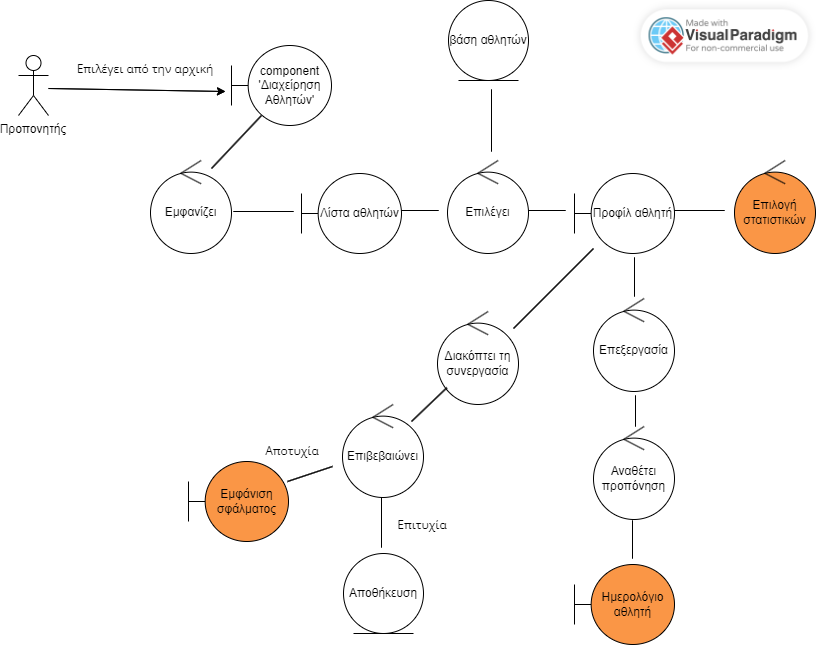 Made with
VisualParadigm
For non-commercial use
βάση αθλητών
Επιλέγει από την αρχική
component
'Διαχείρηση
Αθλητών'
Προπονητής
Εμφανίζει
Λίστα αθλητών
Επιλέγει
Προφίλ αθλητή
Επιλογή
στατιστικών
Διακόπτει τη
συνεργασία
Επεξεργασία
Αποτυχία
Επιβεβαιώνει
Αναθέτει
προπόνηση
Εμφάνιση
σφάλματος
Επιτυχία
Αποθήκευση
Ημερολόγιο
αθλητή